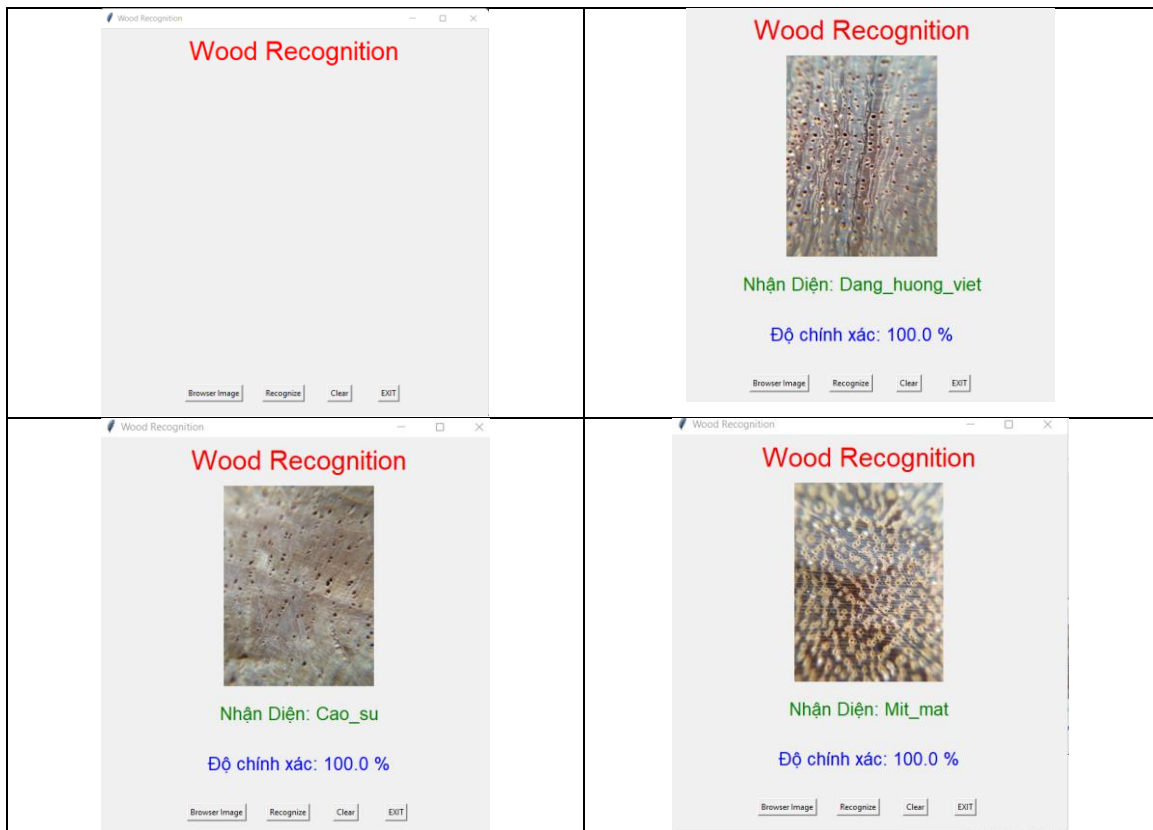 Wood Recognition
Wood Recognition
Browser Image Recognize Clear EXIT
Wood Recognition
Nhận Diện: Dang_huong_viet
Độ chính xác: 100.0 %
Browser Image Recognize Clear EXIT
Wood Recognition
Wood Recognition
Nhận Diện: Cao_su
Độ chính xác: 100.0 %
Browser Image Recognize Clear EXIT
Wood Recognition
Wood Recognition
Nhận Diện: Mit_mat
Độ chính xác: 100.0 %
Browser Image Recognize Clear EXIT